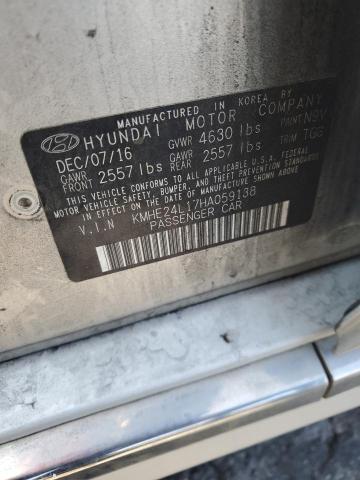 MANUFACTURED IN KOREA BY
HYUNDAI MOTOR COMPANY
DEC/07/16 GVWR 4630 lbs PAINT N9V
GAWR FRONT 2557 lbs GAWR REAR 2557 lbs TRIM TGG
THIS VEHICLE CONFORMS TO ALL APPLICABLE U.S.A. FEDERAL
MOTOR VEHICLE SAFETY, BUMPER, AND THEFT PREVENTION STANDARDS
IN EFFECT ON THE DATE OF MANUFACTURE SHOWN ABOVE.
V.I.N KMHE24L17HA059138
PASSENGER CAR